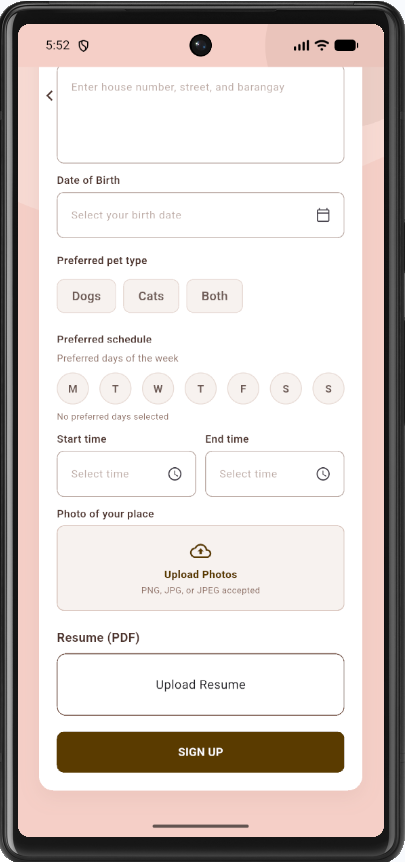 5:52
Enter house number, street, and barangay
Date of Birth
Select your birth date
Preferred pet type
Dogs Cats Both
Preferred schedule
Preferred days of the week
M T W T F S S
No preferred days selected
Start time End time
Select time Select time
Photo of your place
Upload Photos
PNG, JPG, or JPEG accepted
Resume (PDF)
Upload Resume
SIGN UP